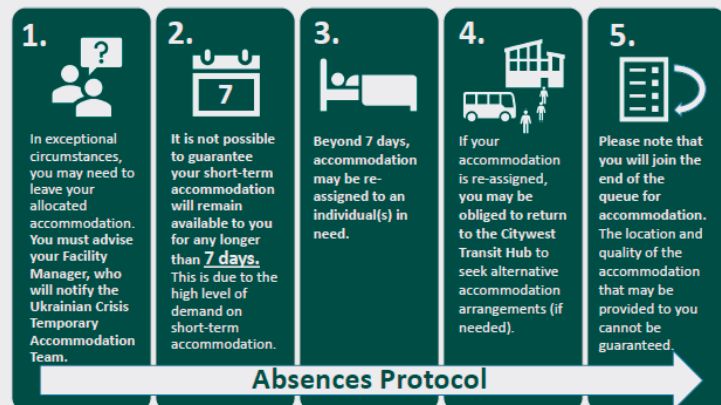 1.
?
In exceptional
circumstances,
you may need to
leave your
allocated
accommodation.
You must advise
your Facility
Manager, who
will notify the
Ukrainian Crisis
Temporary
Accommodation
Team.
2.
7
It is not possible
to guarantee
your short-term
accommodation
will remain
available to you
for any longer
than 7 days.
This is due to the
high level of
demand on
short-term
accommodation.
3.
Beyond 7 days,
accommodation
may be re-
assigned to an
individual(s) in
need.
4.
If your
accommodation
is re-assigned,
you may be
obliged to return
to the Citywest
Transit Hub to
seek alternative
accommodation
arrangements (if
needed).
5.
Please note that
you will join the
end of the
queue for
accommodation.
The location and
quality of the
accommodation
that may be
provided to you
cannot be
guaranteed.
Absences Protocol